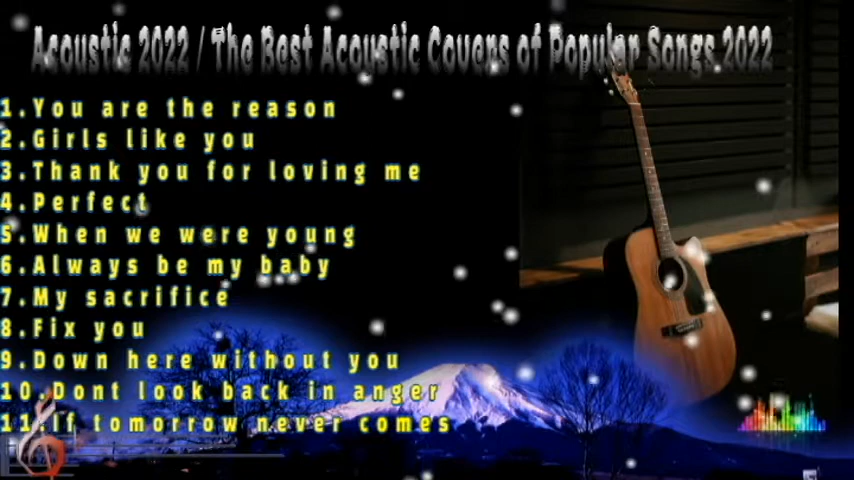 Acoustic 2022 / The Best Acoustic Covers of Popular Songs 2022
1.You are the reason
2.Girls like you
3.Thank you for loving me
4.Perfect
5.When we were young
6.Always be my baby
7.My sacrifice
8.Fix you
9.Down here without you
10.Dont look back in anger
11.If tomorrow never comes